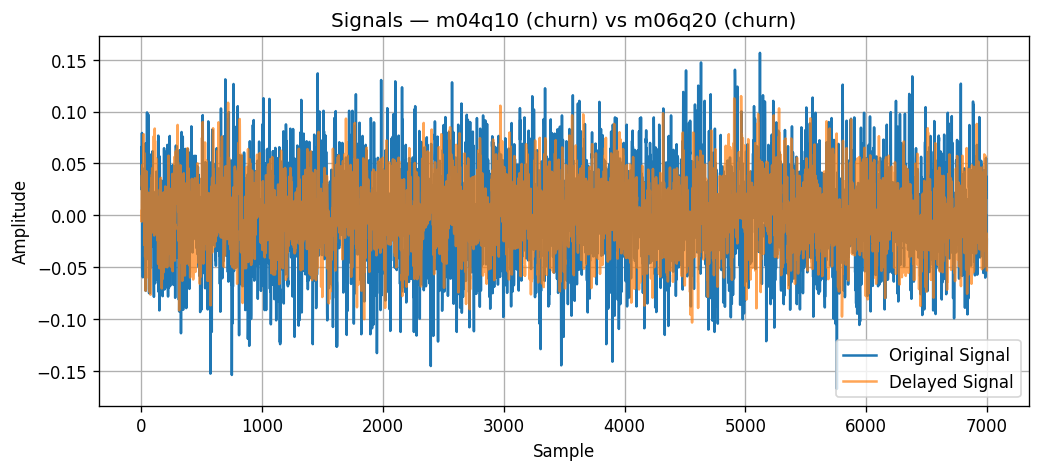 Signals — m04q10 (churn) vs m06q20 (churn)
0.15
0.10
0.05
0.00
−0.05
−0.10
−0.15
Amplitude
Original Signal
Delayed Signal
0 1000 2000 3000 4000 5000 6000 7000
Sample